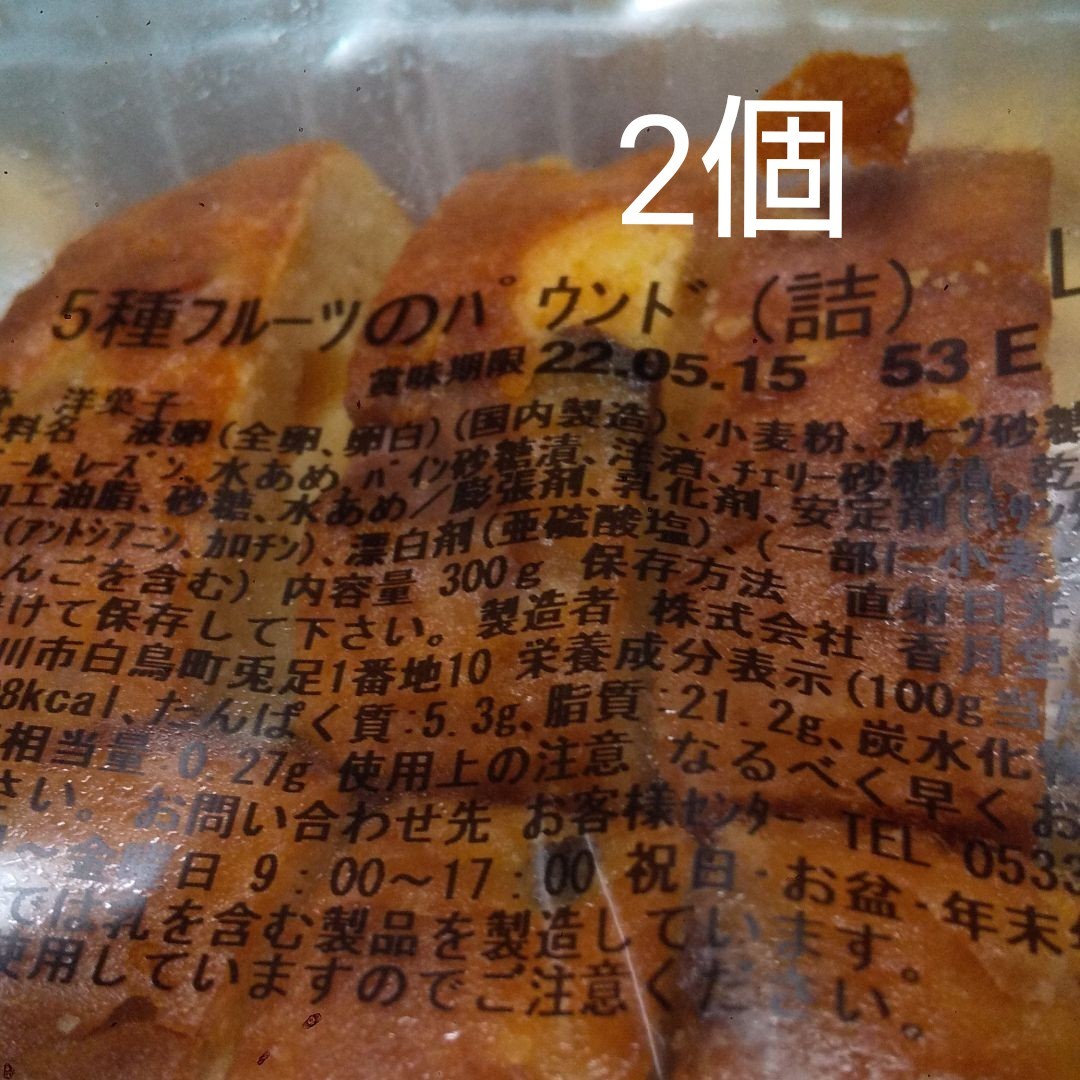 2個
5種フルーツのパウンド(詰)
賞味期限 22.05.15 53 E
洋菓子
料名 液卵(全卵、卵白)(国内製造)、小麦粉、フルーツ砂糖
ール、レーズン、水あめ、パイン砂糖漬、洋酒、チェリー砂糖漬、乾
加工油脂、砂糖、水あめ/膨張剤、乳化剤、安定剤(キサン
(アントシアニン、カロチン)、漂白剤(亜硫酸塩)、(一部に小麦
んごを含む) 内容量 300g 保存方法 直射日光
けて保存して下さい。 製造者 株式会社 香月堂
川市白鳥町兎足1番地10 栄養成分表示(100g当た
8kcal、たんぱく質:5.3g、脂質:21.2g、炭水化物
相当量 0.27g 使用上の注意 なるべく早くお
さい。 お問い合わせ先 お客様センター TEL 0533
~金曜日 9:00~17:00 祝日・お盆・年末
では乳を含む製品を製造しています。
使用していますのでご注意ください。